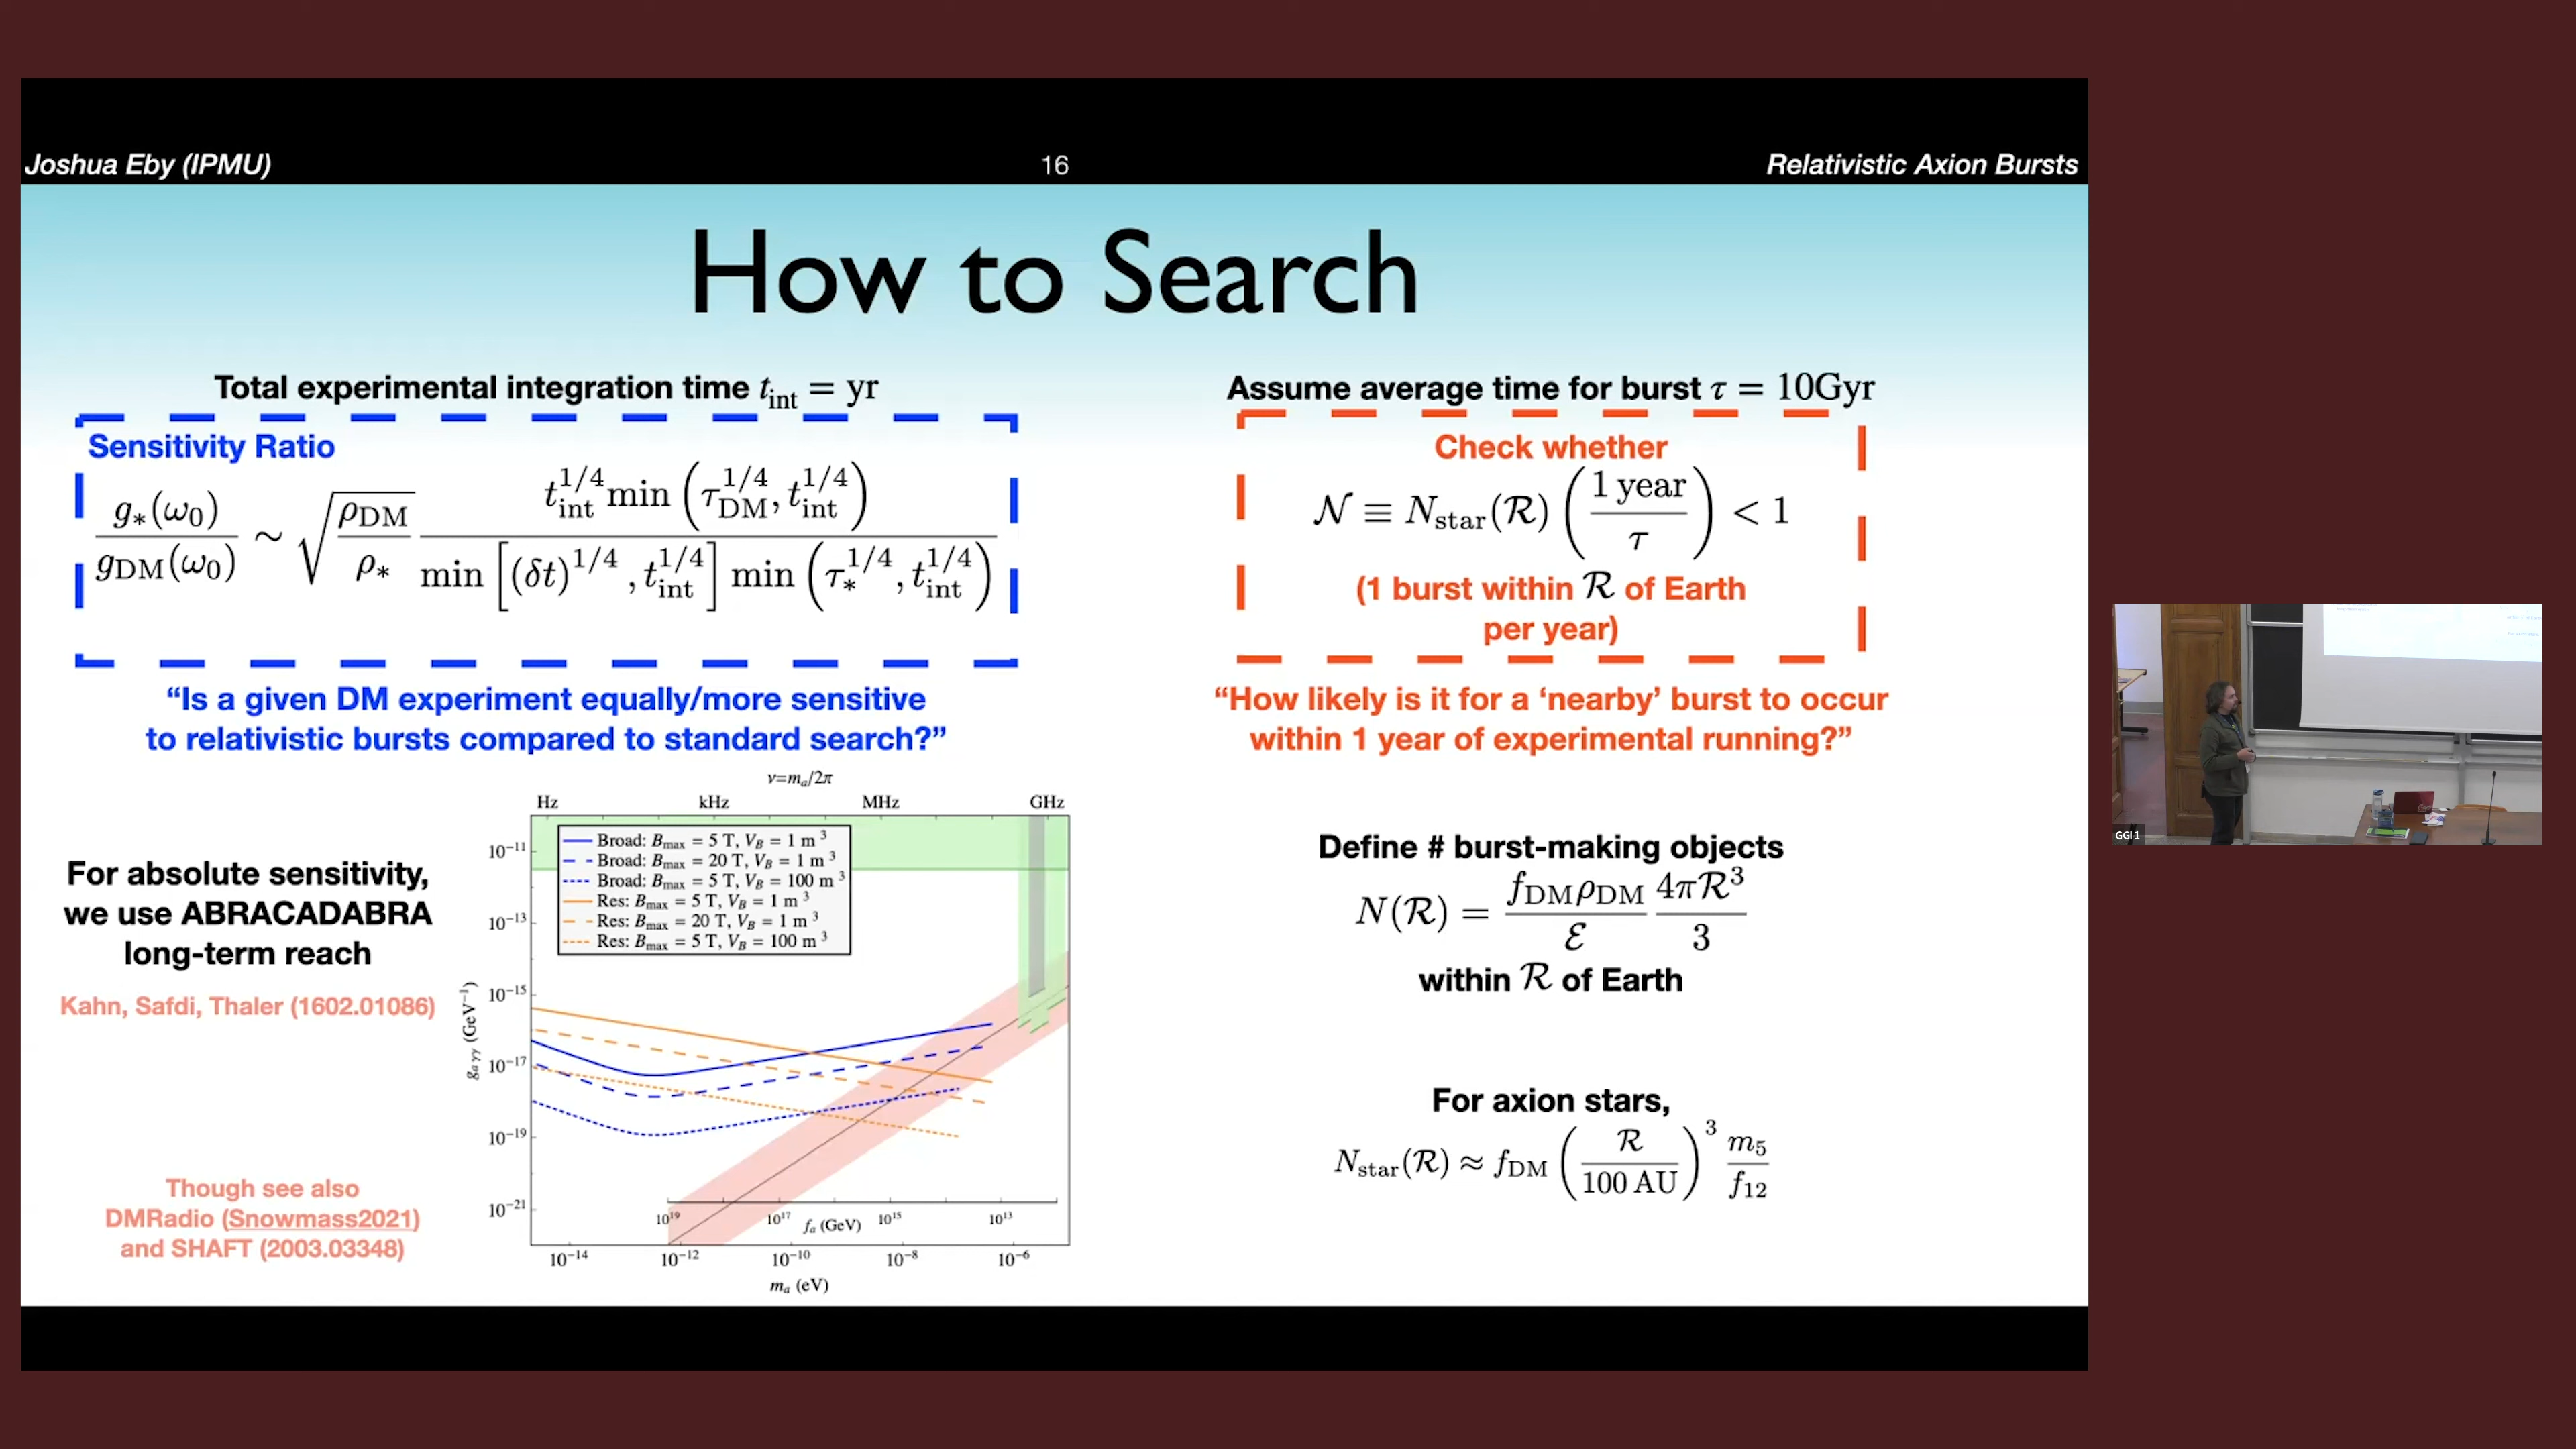 Joshua Eby (IPMU)
16
Relativistic Axion Bursts
How to Search
Total experimental integration time t_int = yr
Sensitivity Ratio
g_*(ω_0) / g_DM(ω_0) ∼ √(ρ_DM / ρ_*) t_int^{1/4} min (τ_DM^{1/4}, t_int^{1/4}) / min [(δt)^{1/4}, t_int^{1/4}] min (τ_*^{1/4}, t_int^{1/4})
“Is a given DM experiment equally/more sensitive
to relativistic bursts compared to standard search?”
For absolute sensitivity,
we use ABRACADABRA
long-term reach
Kahn, Safdi, Thaler (1602.01086)
Though see also
DMRadio (Snowmass2021)
and SHAFT (2003.03348)
ν=m_a/2π
Hz kHz MHz GHz
Broad: B_max = 5 T, V_B = 1 m^3
Broad: B_max = 20 T, V_B = 1 m^3
Broad: B_max = 5 T, V_B = 100 m^3
Res: B_max = 5 T, V_B = 1 m^3
Res: B_max = 20 T, V_B = 1 m^3
Res: B_max = 5 T, V_B = 100 m^3
g_{aγγ} (GeV^{-1})
10^{-11}
10^{-13}
10^{-15}
10^{-17}
10^{-19}
10^{-21}
10^{19} 10^{17} 10^{15} 10^{13}
f_a (GeV)
10^{-14} 10^{-12} 10^{-10} 10^{-8} 10^{-6}
m_a (eV)
Assume average time for burst τ = 10Gyr
Check whether
𝒩 ≡ N_star(ℛ) (1 year / τ) < 1
(1 burst within ℛ of Earth
per year)
“How likely is it for a ‘nearby’ burst to occur
within 1 year of experimental running?”
Define # burst-making objects
N(ℛ) = f_DM ρ_DM / ℰ 4πℛ^3 / 3
within ℛ of Earth
For axion stars,
N_star(ℛ) ≈ f_DM (ℛ / 100 AU)^3 m_5 / f_12
GGI 1